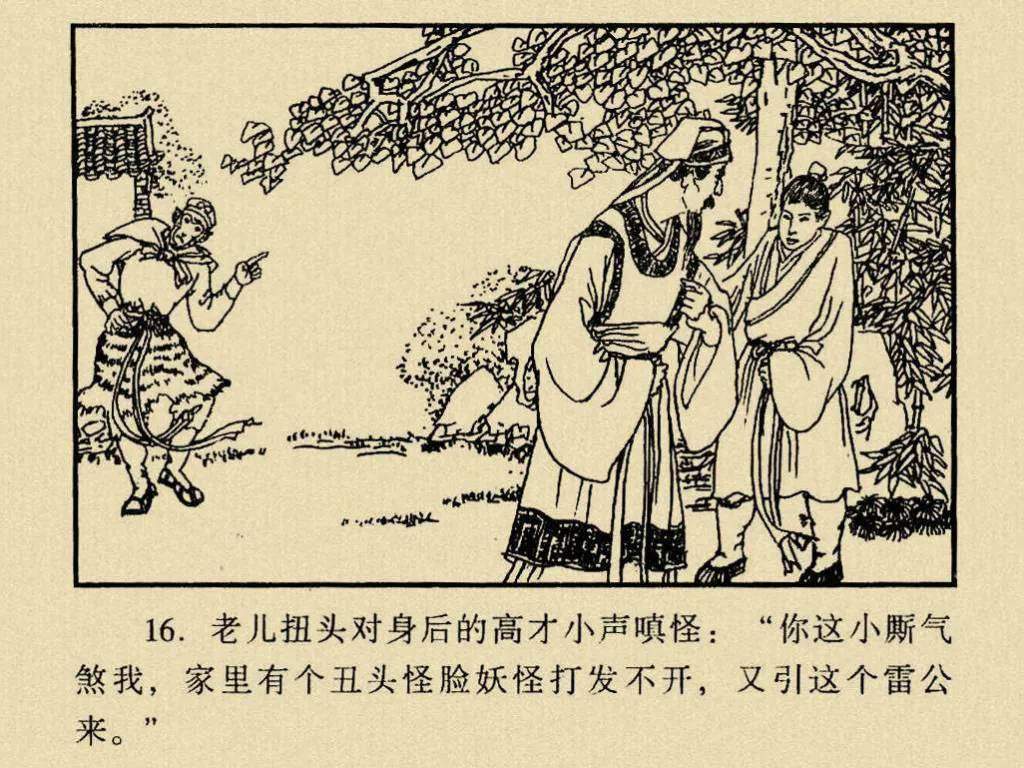 16. 老儿扭头对身后的高才小声嗔怪：“你这小厮气
煞我，家里有个丑头怪脸妖怪打发不开，又引这个雷公
来。”